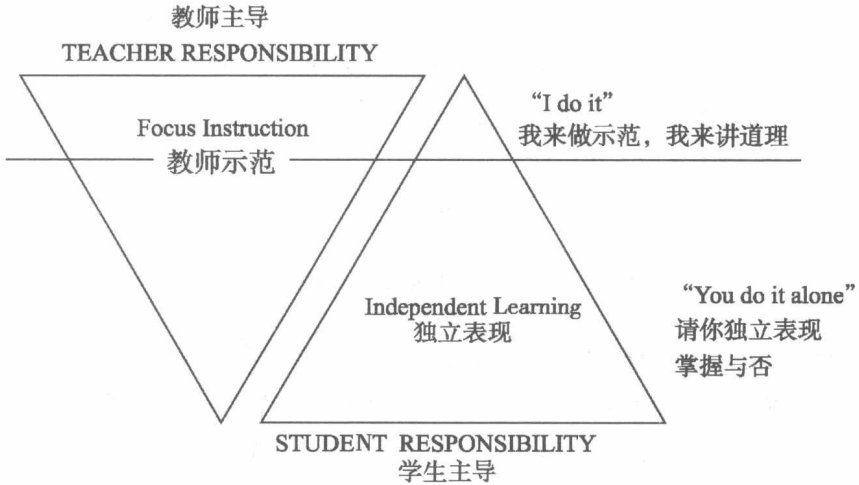 教师主导
TEACHER RESPONSIBILITY
Focus Instruction
教师示范
“I do it”
我来做示范，我来讲道理
Independent Learning
独立表现
“You do it alone”
请你独立表现
掌握与否
STUDENT RESPONSIBILITY
学生主导